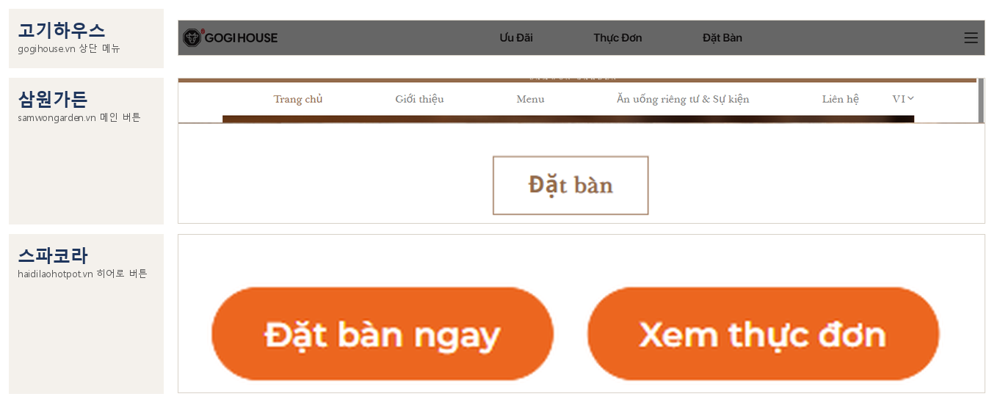 고기하우스
gogihouse.vn 상단 메뉴
GOGI HOUSE Ưu Đãi Thực Đơn Đặt Bàn
삼원가든
samwongarden.vn 메인 버튼
Trang chủ Giới thiệu Menu Ăn uống riêng tư & Sự kiện Liên hệ VI
Đặt bàn
스파코라
haidilaohotpot.vn 히어로 버튼
Đặt bàn ngay Xem thực đơn